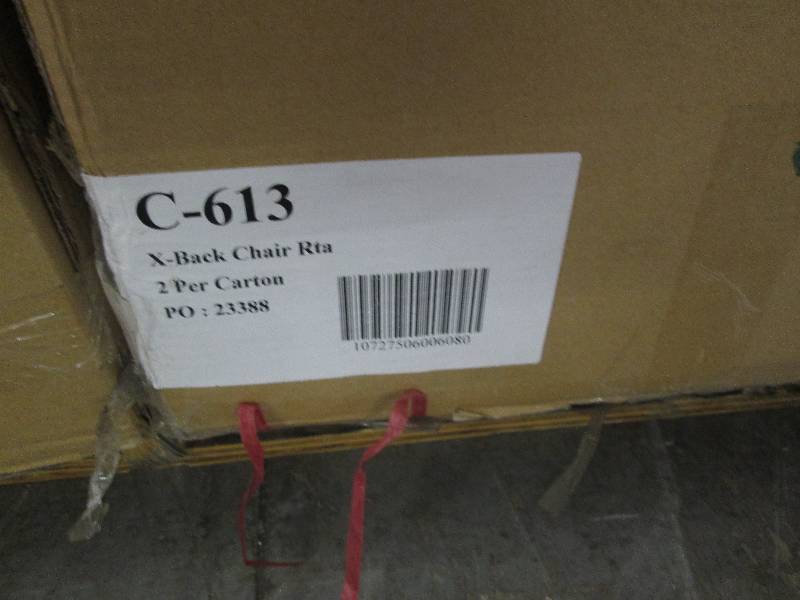 C-613
X-Back Chair Rta
2 Per Carton
PO : 23388
10727506006080